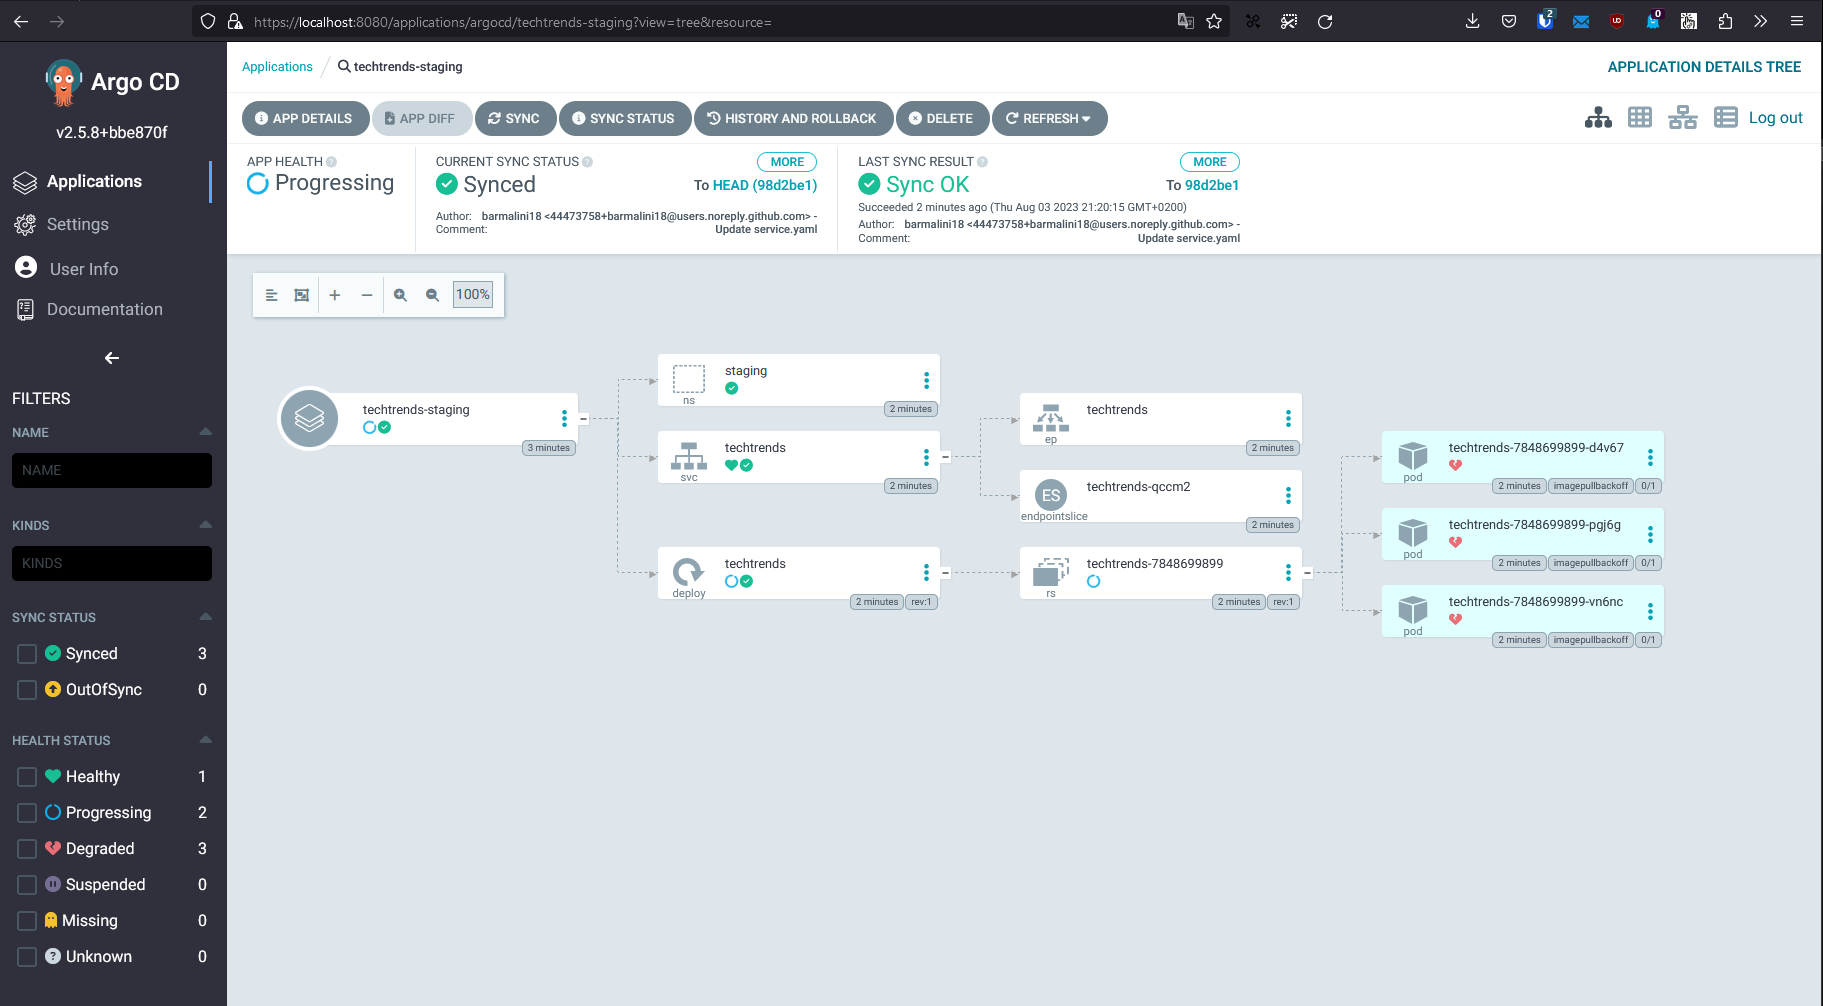 https://localhost:8080/applications/argocd/techtrends-staging?view=tree&resource=
2
UD
0
Argo CD
v2.5.8+bbe870f
Applications
Settings
User Info
Documentation
FILTERS
NAME
NAME
KINDS
KINDS
SYNC STATUS
Synced 3
OutOfSync 0
HEALTH STATUS
Healthy 1
Progressing 2
Degraded 3
Suspended 0
Missing 0
Unknown 0
Applications / techtrends-staging
APPLICATION DETAILS TREE
APP DETAILS
APP DIFF
SYNC
SYNC STATUS
HISTORY AND ROLLBACK
DELETE
REFRESH
Log out
APP HEALTH
Progressing
CURRENT SYNC STATUS
MORE
Synced
To HEAD (98d2be1)
Author: barmalini18 <44473758+barmalini18@users.noreply.github.com> -
Comment: Update service.yaml
LAST SYNC RESULT
MORE
Sync OK
To 98d2be1
Succeeded 2 minutes ago (Thu Aug 03 2023 21:20:15 GMT+0200)
Author: barmalini18 <44473758+barmalini18@users.noreply.github.com> -
Comment: Update service.yaml
100%
techtrends-staging
3 minutes
staging
ns
2 minutes
techtrends
svc
2 minutes
techtrends
deploy
2 minutes rev:1
techtrends
ep
2 minutes
ES
techtrends-qccm2
endpointslice
2 minutes
techtrends-7848699899
rs
2 minutes rev:1
techtrends-7848699899-d4v67
pod
2 minutes imagepullbackoff 0/1
techtrends-7848699899-pgj6g
pod
2 minutes imagepullbackoff 0/1
techtrends-7848699899-vn6nc
pod
2 minutes imagepullbackoff 0/1